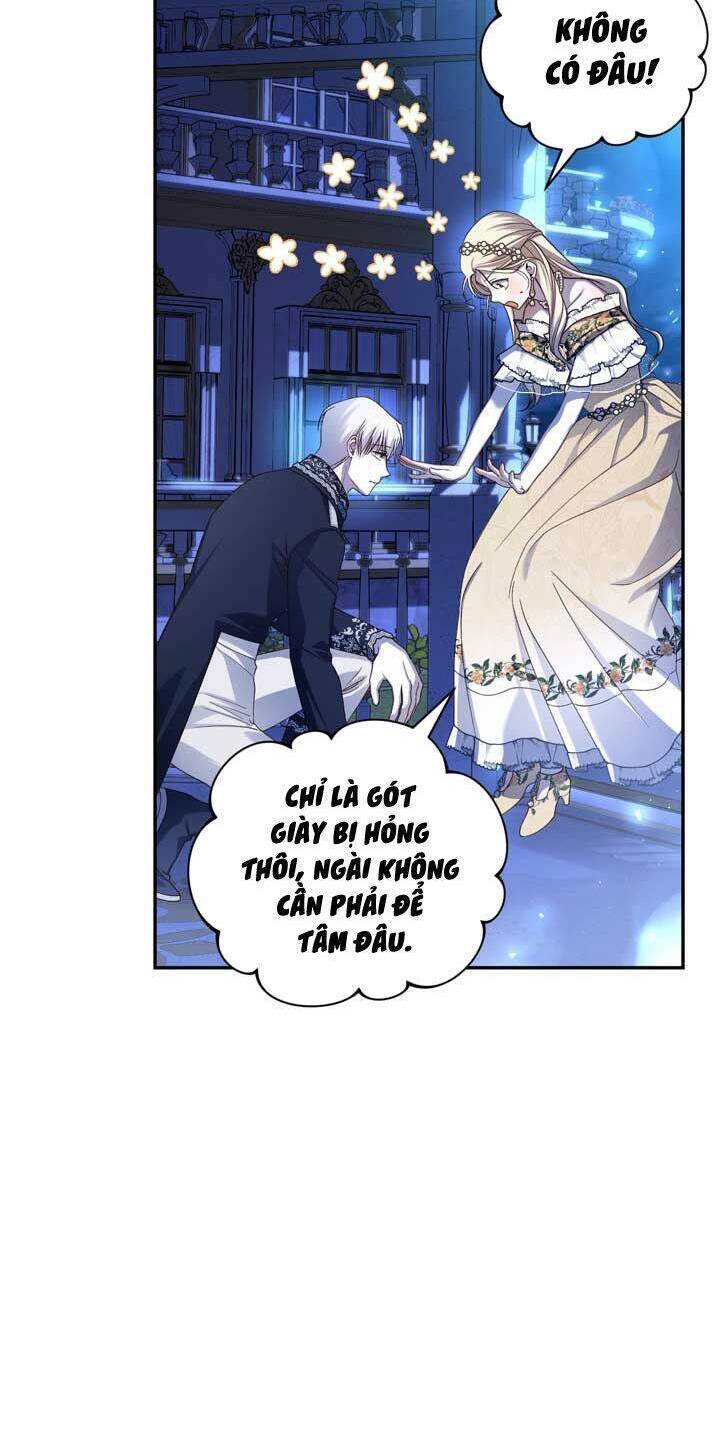 KHÔNG
CÓ ĐÂU!
CHỈ LÀ GÓT
GIÀY BỊ HỎNG
THÔI, NGÀI KHÔNG
CẦN PHẢI ĐỂ
TÂM ĐÂU.